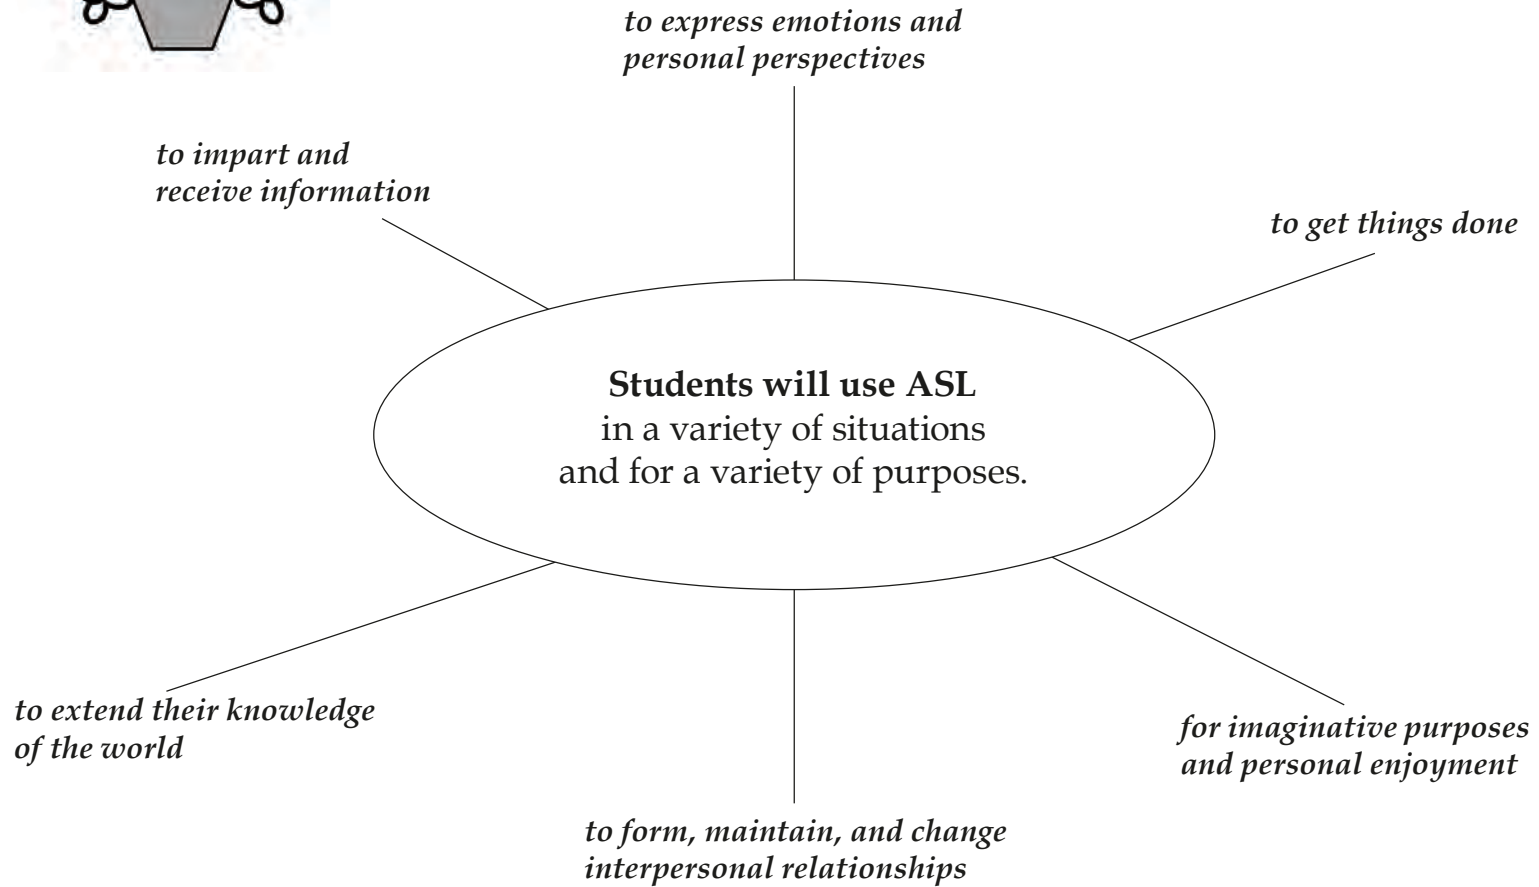 to express emotions and
personal perspectives
to impart and
receive information
to get things done
Students will use ASL
in a variety of situations
and for a variety of purposes.
to extend their knowledge
of the world
for imaginative purposes
and personal enjoyment
to form, maintain, and change
interpersonal relationships